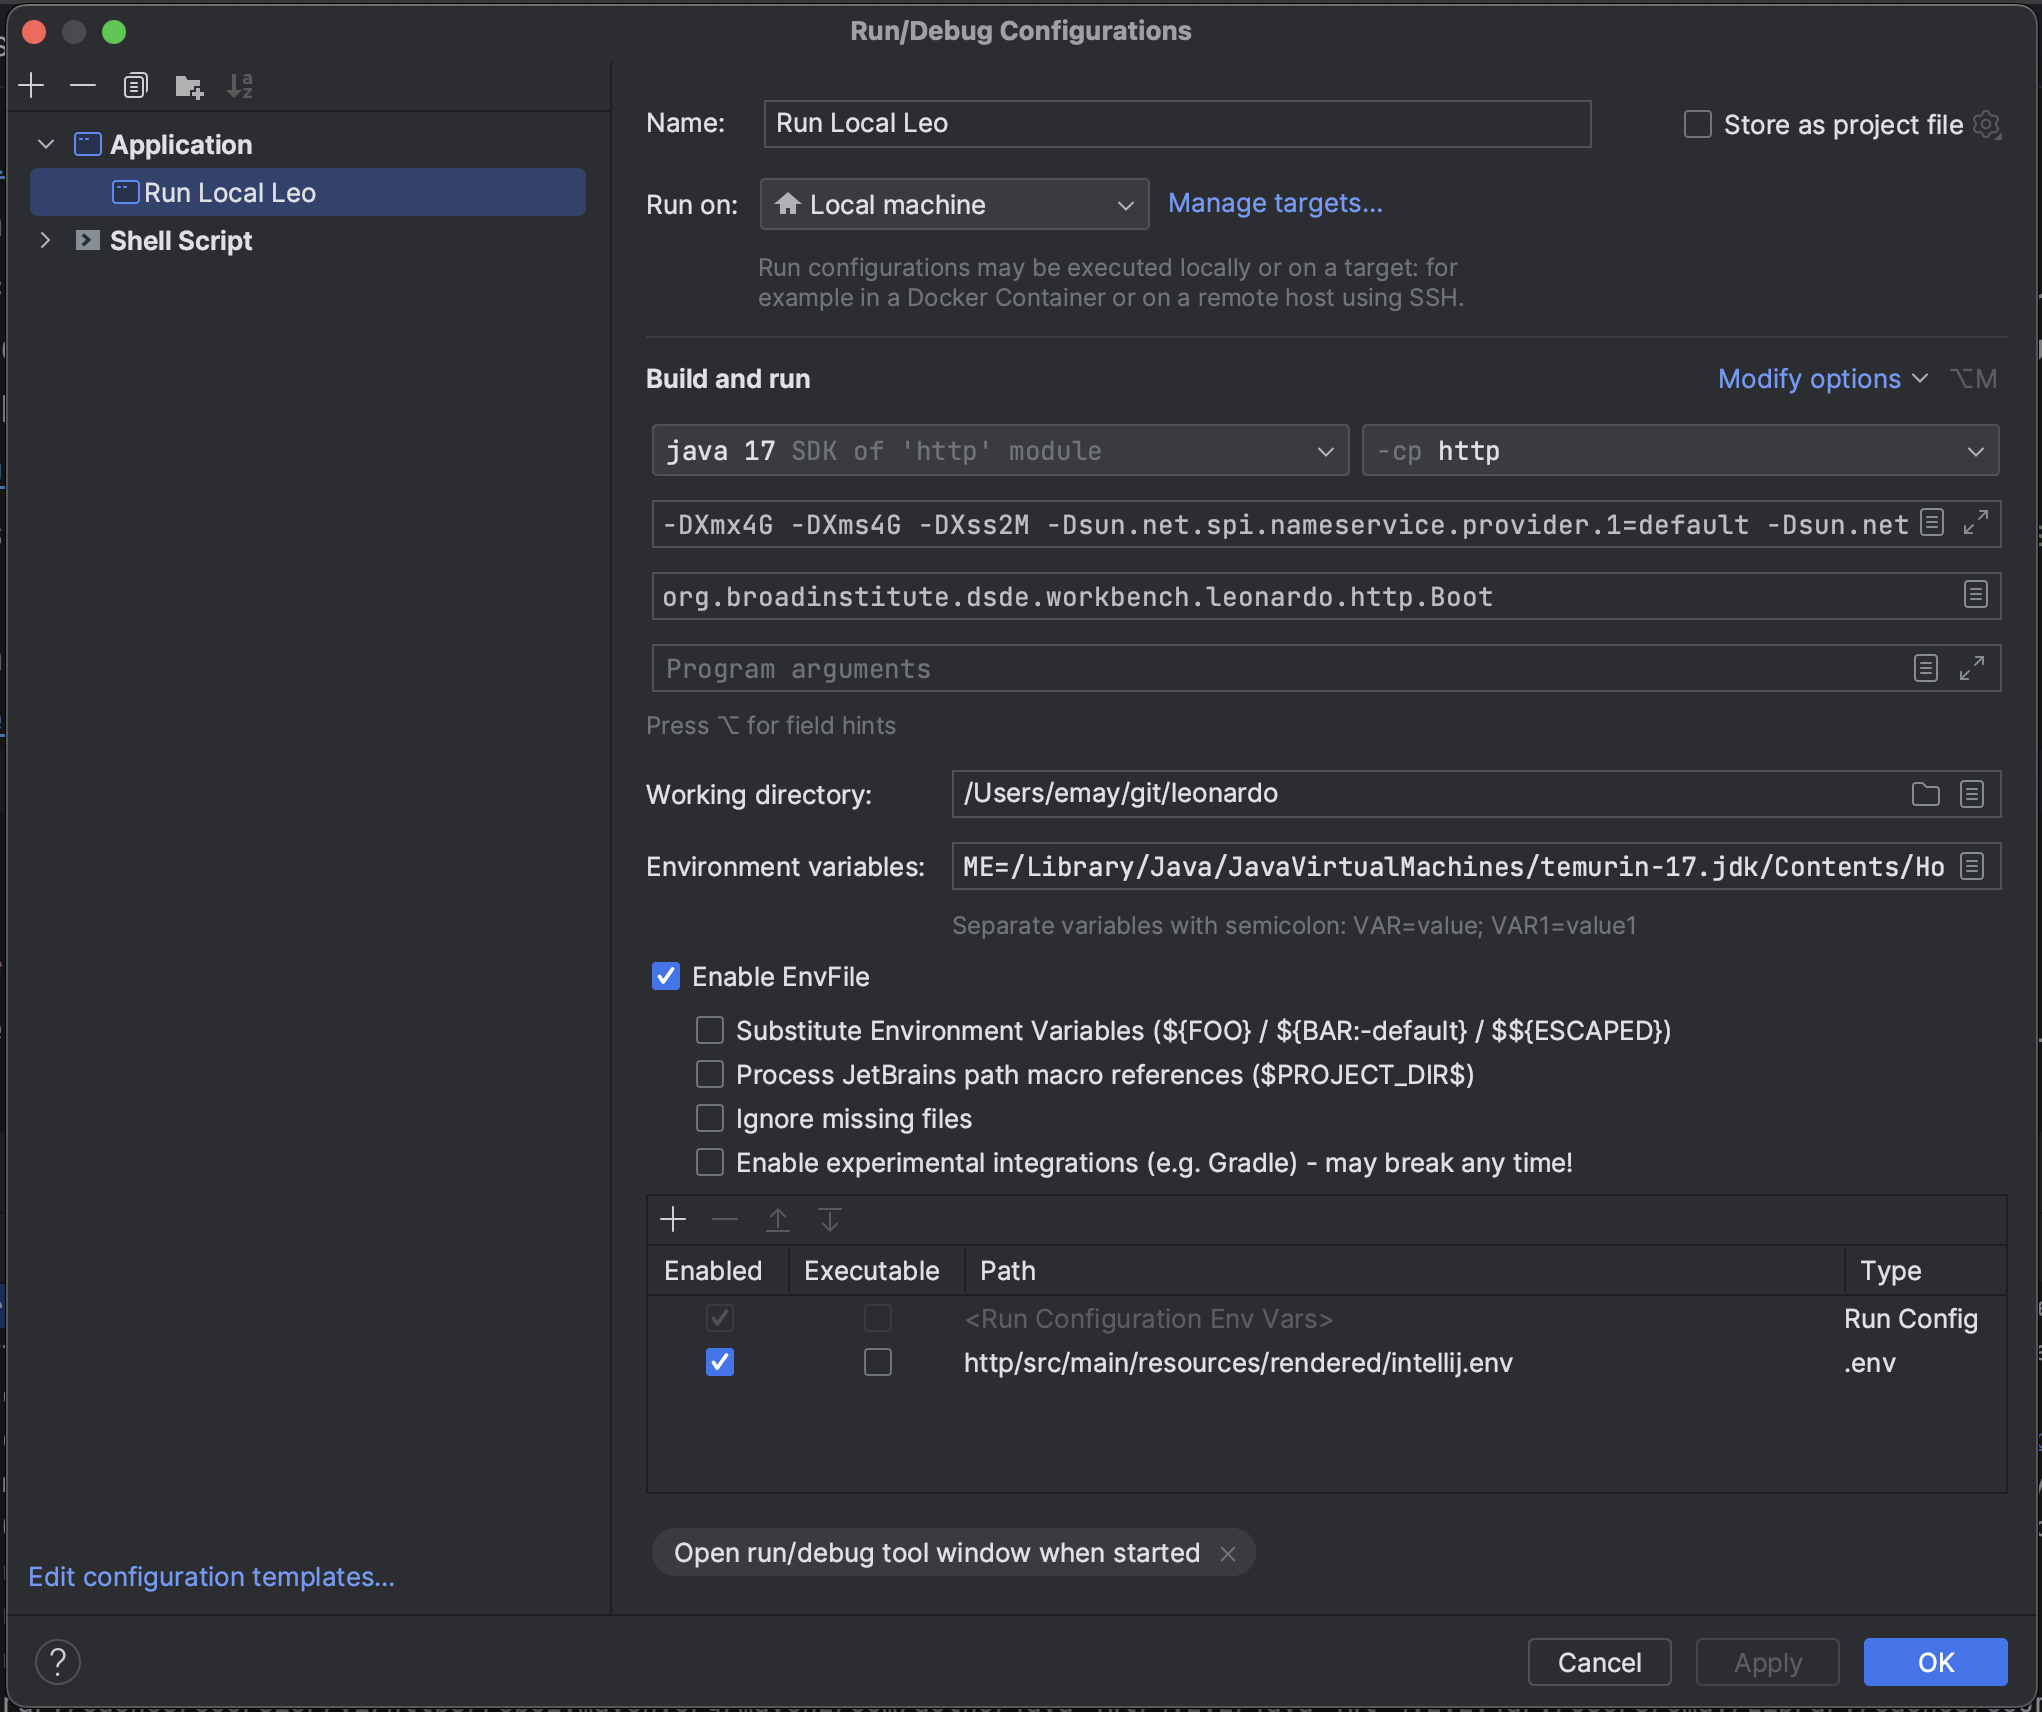 Run/Debug Configurations
Application
Run Local Leo
Shell Script
Edit configuration templates...
Name:
Run Local Leo
Store as project file
Run on:
Local machine
Manage targets...
Run configurations may be executed locally or on a target: for
example in a Docker Container or on a remote host using SSH.
Build and run
Modify options
⌥M
java 17 SDK of 'http' module
-cp http
-DXmx4G -DXms4G -DXss2M -Dsun.net.spi.nameservice.provider.1=default -Dsun.net
org.broadinstitute.dsde.workbench.leonardo.http.Boot
Program arguments
Press ⌥ for field hints
Working directory:
/Users/emay/git/leonardo
Environment variables:
ME=/Library/Java/JavaVirtualMachines/temurin-17.jdk/Contents/Ho
Separate variables with semicolon: VAR=value; VAR1=value1
Enable EnvFile
Substitute Environment Variables (${FOO} / ${BAR:-default} / $${ESCAPED})
Process JetBrains path macro references ($PROJECT_DIR$)
Ignore missing files
Enable experimental integrations (e.g. Gradle) - may break any time!
Enabled Executable Path Type
<Run Configuration Env Vars> Run Config
http/src/main/resources/rendered/intellij.env .env
Open run/debug tool window when started
?
Cancel
Apply
OK